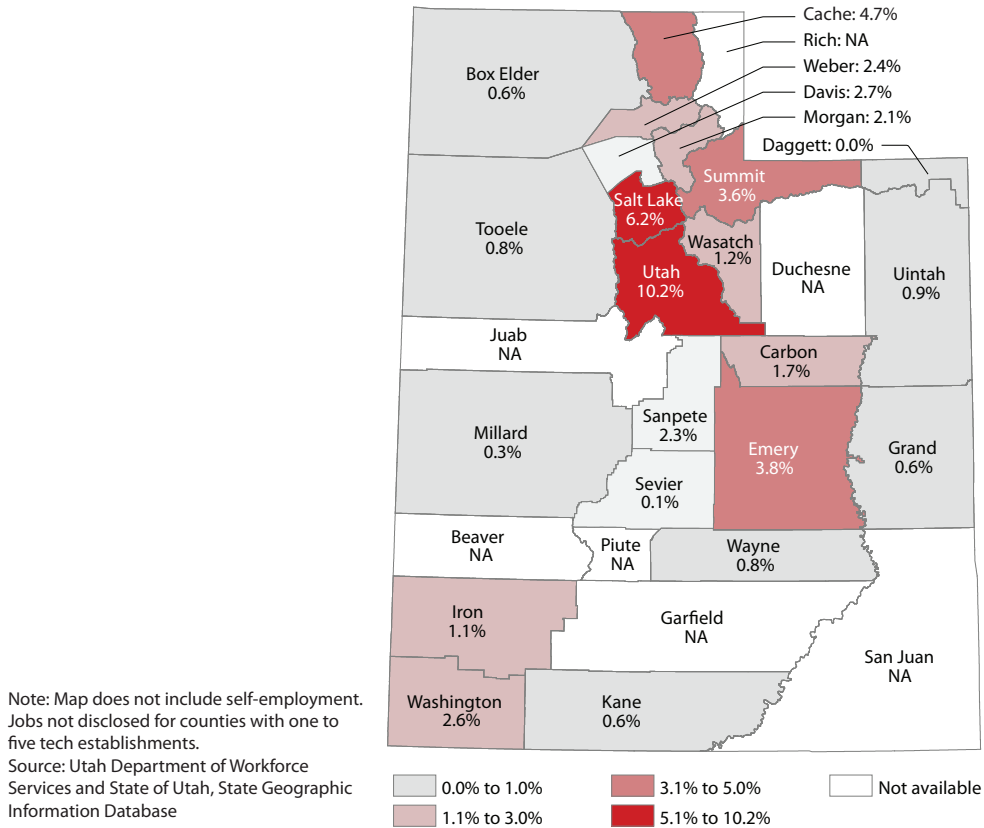 Cache: 4.7%
Rich: NA
Weber: 2.4%
Davis: 2.7%
Morgan: 2.1%
Daggett: 0.0%
Box Elder
0.6%
Summit
3.6%
Salt Lake
6.2%
Tooele
0.8%
Wasatch
1.2%
Utah
10.2%
Duchesne
NA
Uintah
0.9%
Juab
NA
Carbon
1.7%
Sanpete
2.3%
Millard
0.3%
Emery
3.8%
Grand
0.6%
Sevier
0.1%
Beaver
NA
Piute
NA
Wayne
0.8%
Iron
1.1%
Garfield
NA
San Juan
NA
Washington
2.6%
Kane
0.6%
Note: Map does not include self-employment.
Jobs not disclosed for counties with one to
five tech establishments.
Source: Utah Department of Workforce
Services and State of Utah, State Geographic
Information Database
0.0% to 1.0%
1.1% to 3.0%
3.1% to 5.0%
5.1% to 10.2%
Not available